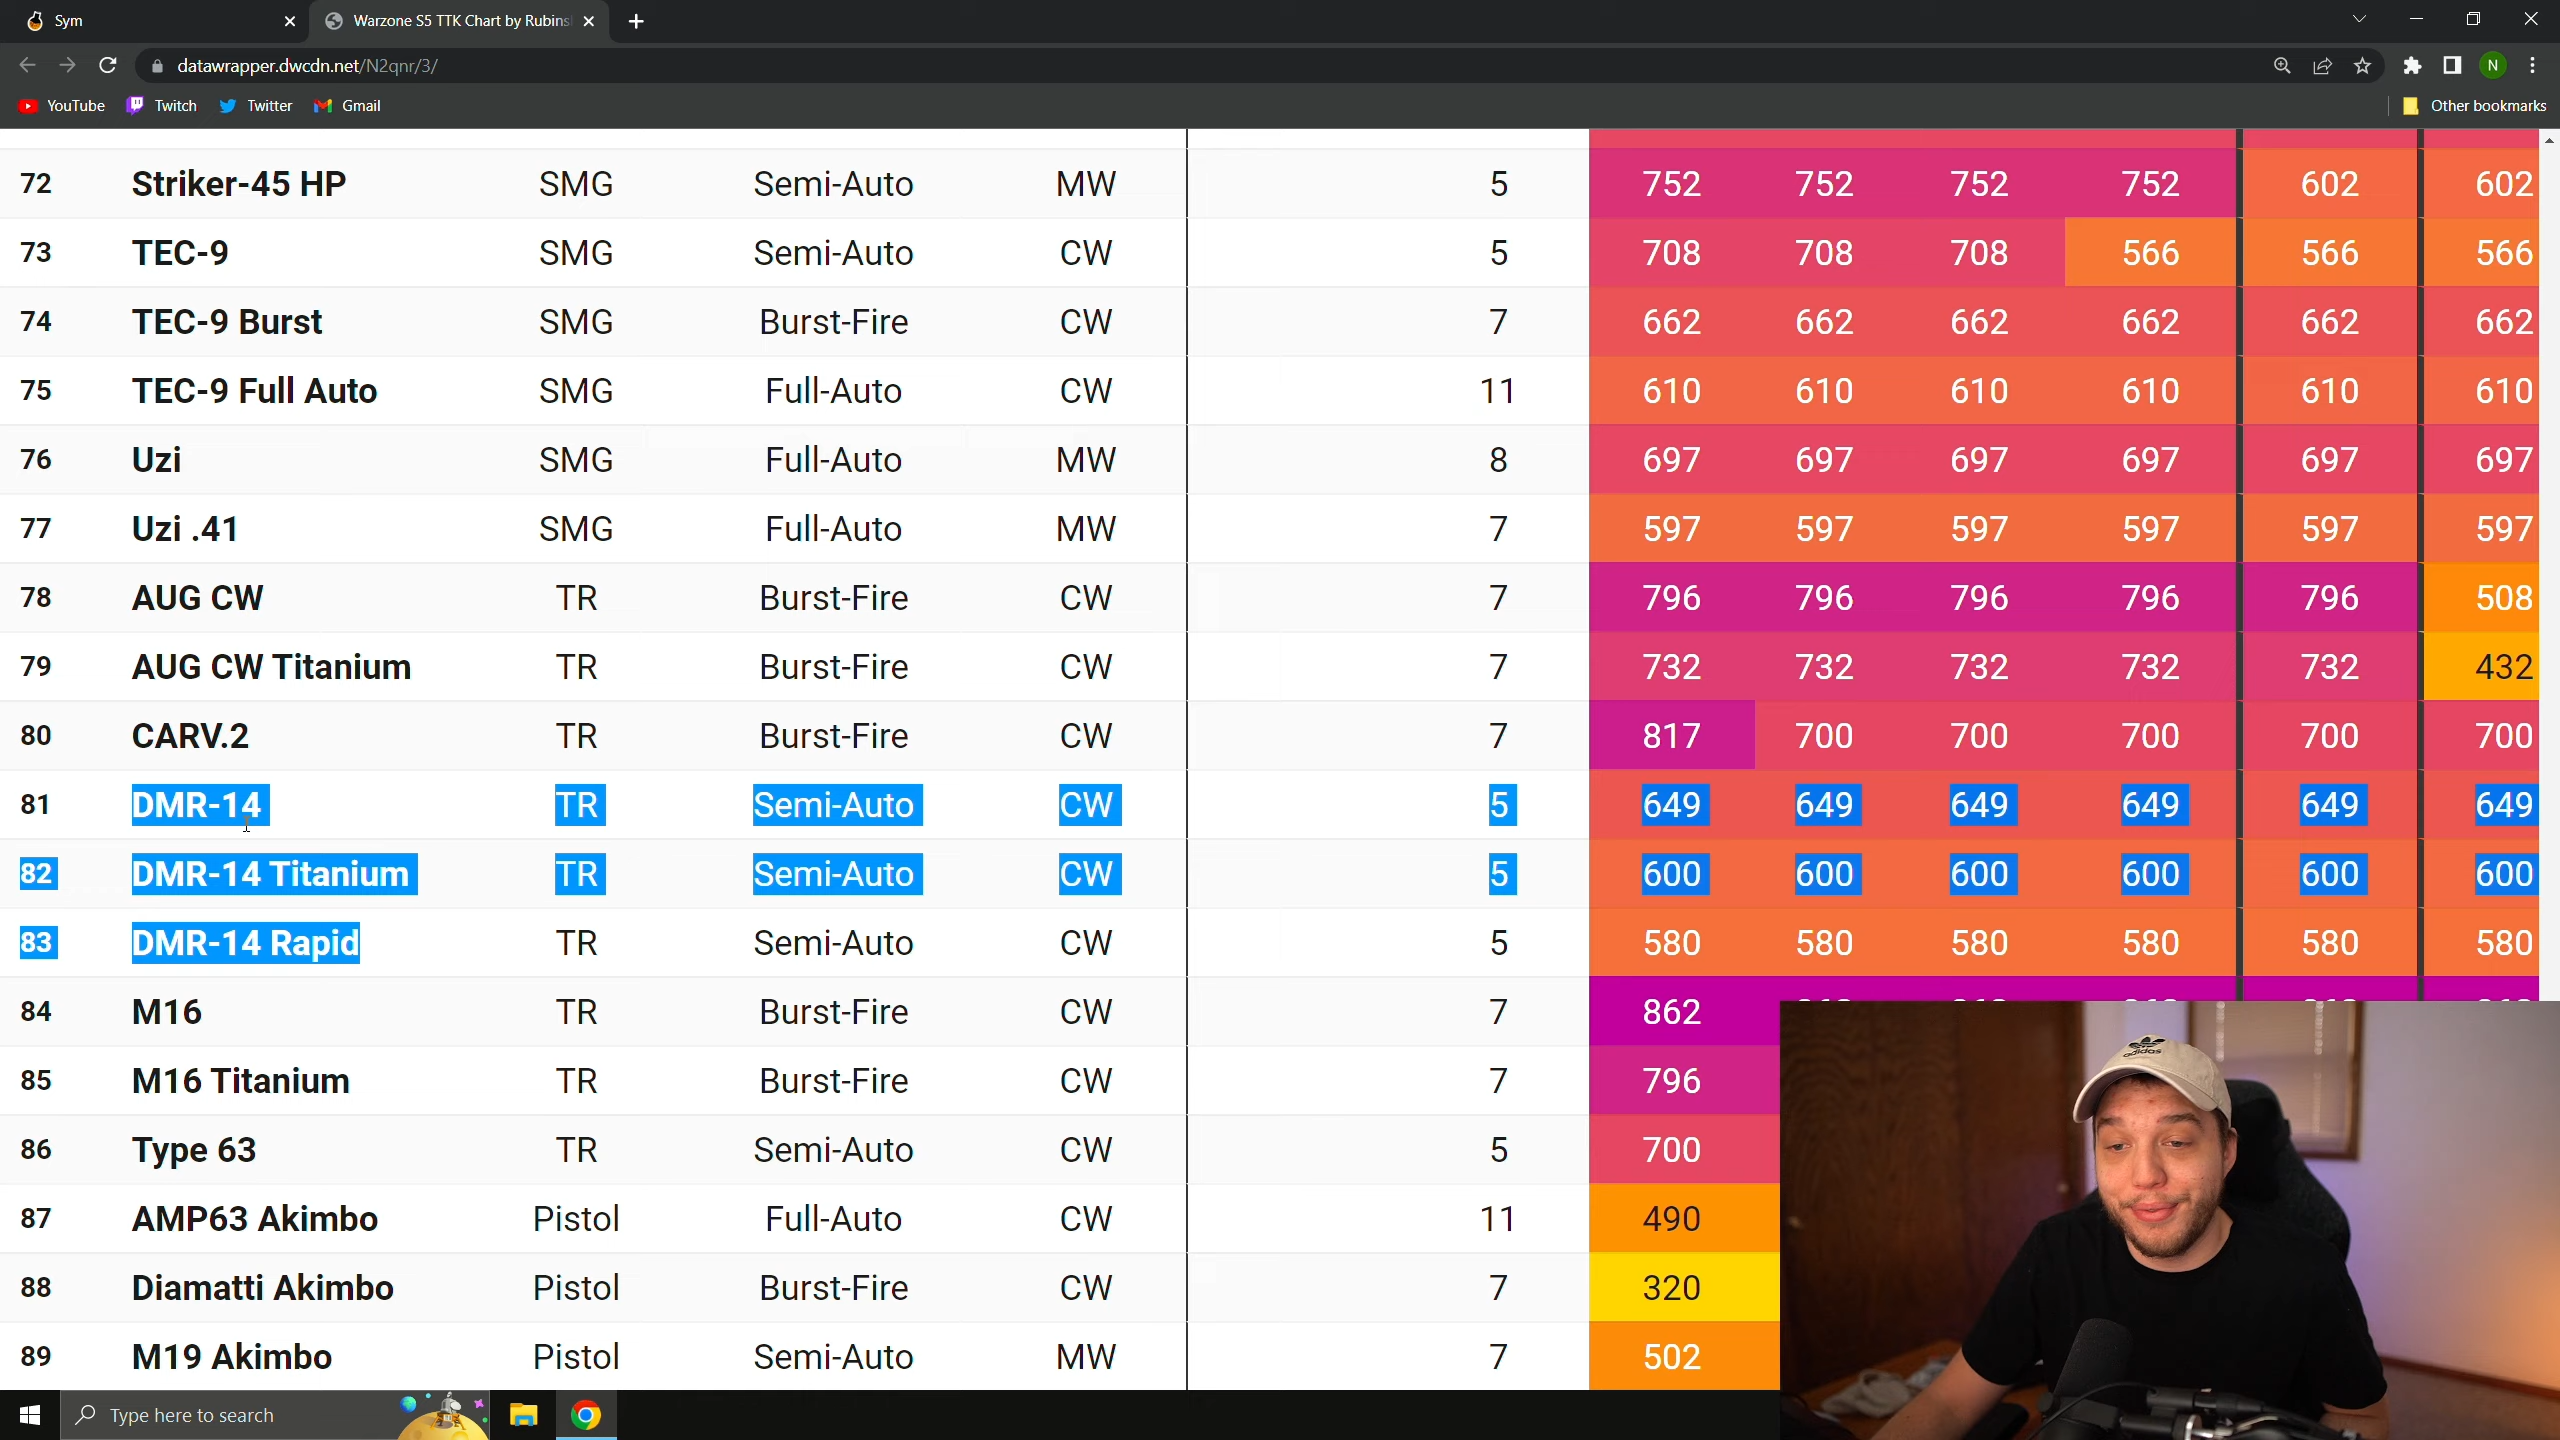 Sym
Warzone S5 TTK Chart by Rubins
datawrapper.dwcdn.net/N2qnr/3/
N
YouTube Twitch Twitter Gmail Other bookmarks
72 Striker-45 HP SMG Semi-Auto MW 5 752 752 752 752 602 602
73 TEC-9 SMG Semi-Auto CW 5 708 708 708 566 566 566
74 TEC-9 Burst SMG Burst-Fire CW 7 662 662 662 662 662 662
75 TEC-9 Full Auto SMG Full-Auto CW 11 610 610 610 610 610 610
76 Uzi SMG Full-Auto MW 8 697 697 697 697 697 697
77 Uzi .41 SMG Full-Auto MW 7 597 597 597 597 597 597
78 AUG CW TR Burst-Fire CW 7 796 796 796 796 796 508
79 AUG CW Titanium TR Burst-Fire CW 7 732 732 732 732 732 432
80 CARV.2 TR Burst-Fire CW 7 817 700 700 700 700 700
81 DMR-14 TR Semi-Auto CW 5 649 649 649 649 649 649
82 DMR-14 Titanium TR Semi-Auto CW 5 600 600 600 600 600 600
83 DMR-14 Rapid TR Semi-Auto CW 5 580 580 580 580 580 580
84 M16 TR Burst-Fire CW 7 862
85 M16 Titanium TR Burst-Fire CW 7 796
86 Type 63 TR Semi-Auto CW 5 700
87 AMP63 Akimbo Pistol Full-Auto CW 11 490
88 Diamatti Akimbo Pistol Burst-Fire CW 7 320
89 M19 Akimbo Pistol Semi-Auto MW 7 502
adidas
Type here to search